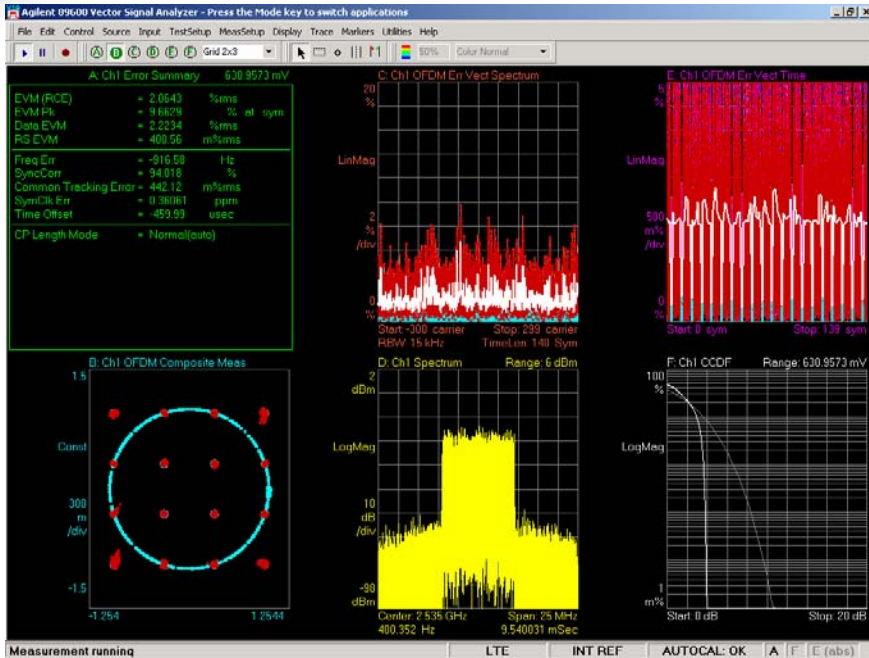 Agilent 89600 Vector Signal Analyzer - Press the Mode key to switch applications
File Edit Control Source Input TestSetup MeasSetup Display Trace Markers Utilities Help
A B C D E F Grid 2x3 50% Color Normal
A: Ch1 Error Summary 630.9573 mV
EVM (RCE) = 2.0643 %rms
EVM Pk = 9.6629 % at sym
Data EVM = 2.2234 %rms
RS EVM = 400.56 m%rms
Freq Err = -916.58 Hz
SyncCorr = 94.018 %
Common Tracking Error = 442.12 m%rms
SymClk Err = 0.36061 ppm
Time Offset = -459.99 usec
CP Length Mode = Normal(auto)
C: Ch1 OFDM Err Vect Spectrum
20
%
LinMag
2
%
/div
0
%
Start -300 carrier Stop: 299 carrier
RBW 15 kHz TimeLen: 140 Sym
E: Ch1 OFDM Err Vect Time
5
%
LinMag
500
m%
/div
0
%
Start 0 sym Stop: 139 sym
B: Ch1 OFDM Composite Meas
1.5
Const
300
m
/div
-1.5
-1.254 1.2544
D: Ch1 Spectrum Range: 6 dBm
2
dBm
LogMag
10
dB
/div
-98
dBm
Center: 2.535 GHz Span: 25 MHz
400.352 Hz 9.540031 mSec
F: Ch1 CCDF Range: 630.9573 mV
100
%
LogMag
1
m%
Start 0 dB Stop: 20 dB
Measurement running LTE INT REF AUTOCAL: OK A F E (abs)